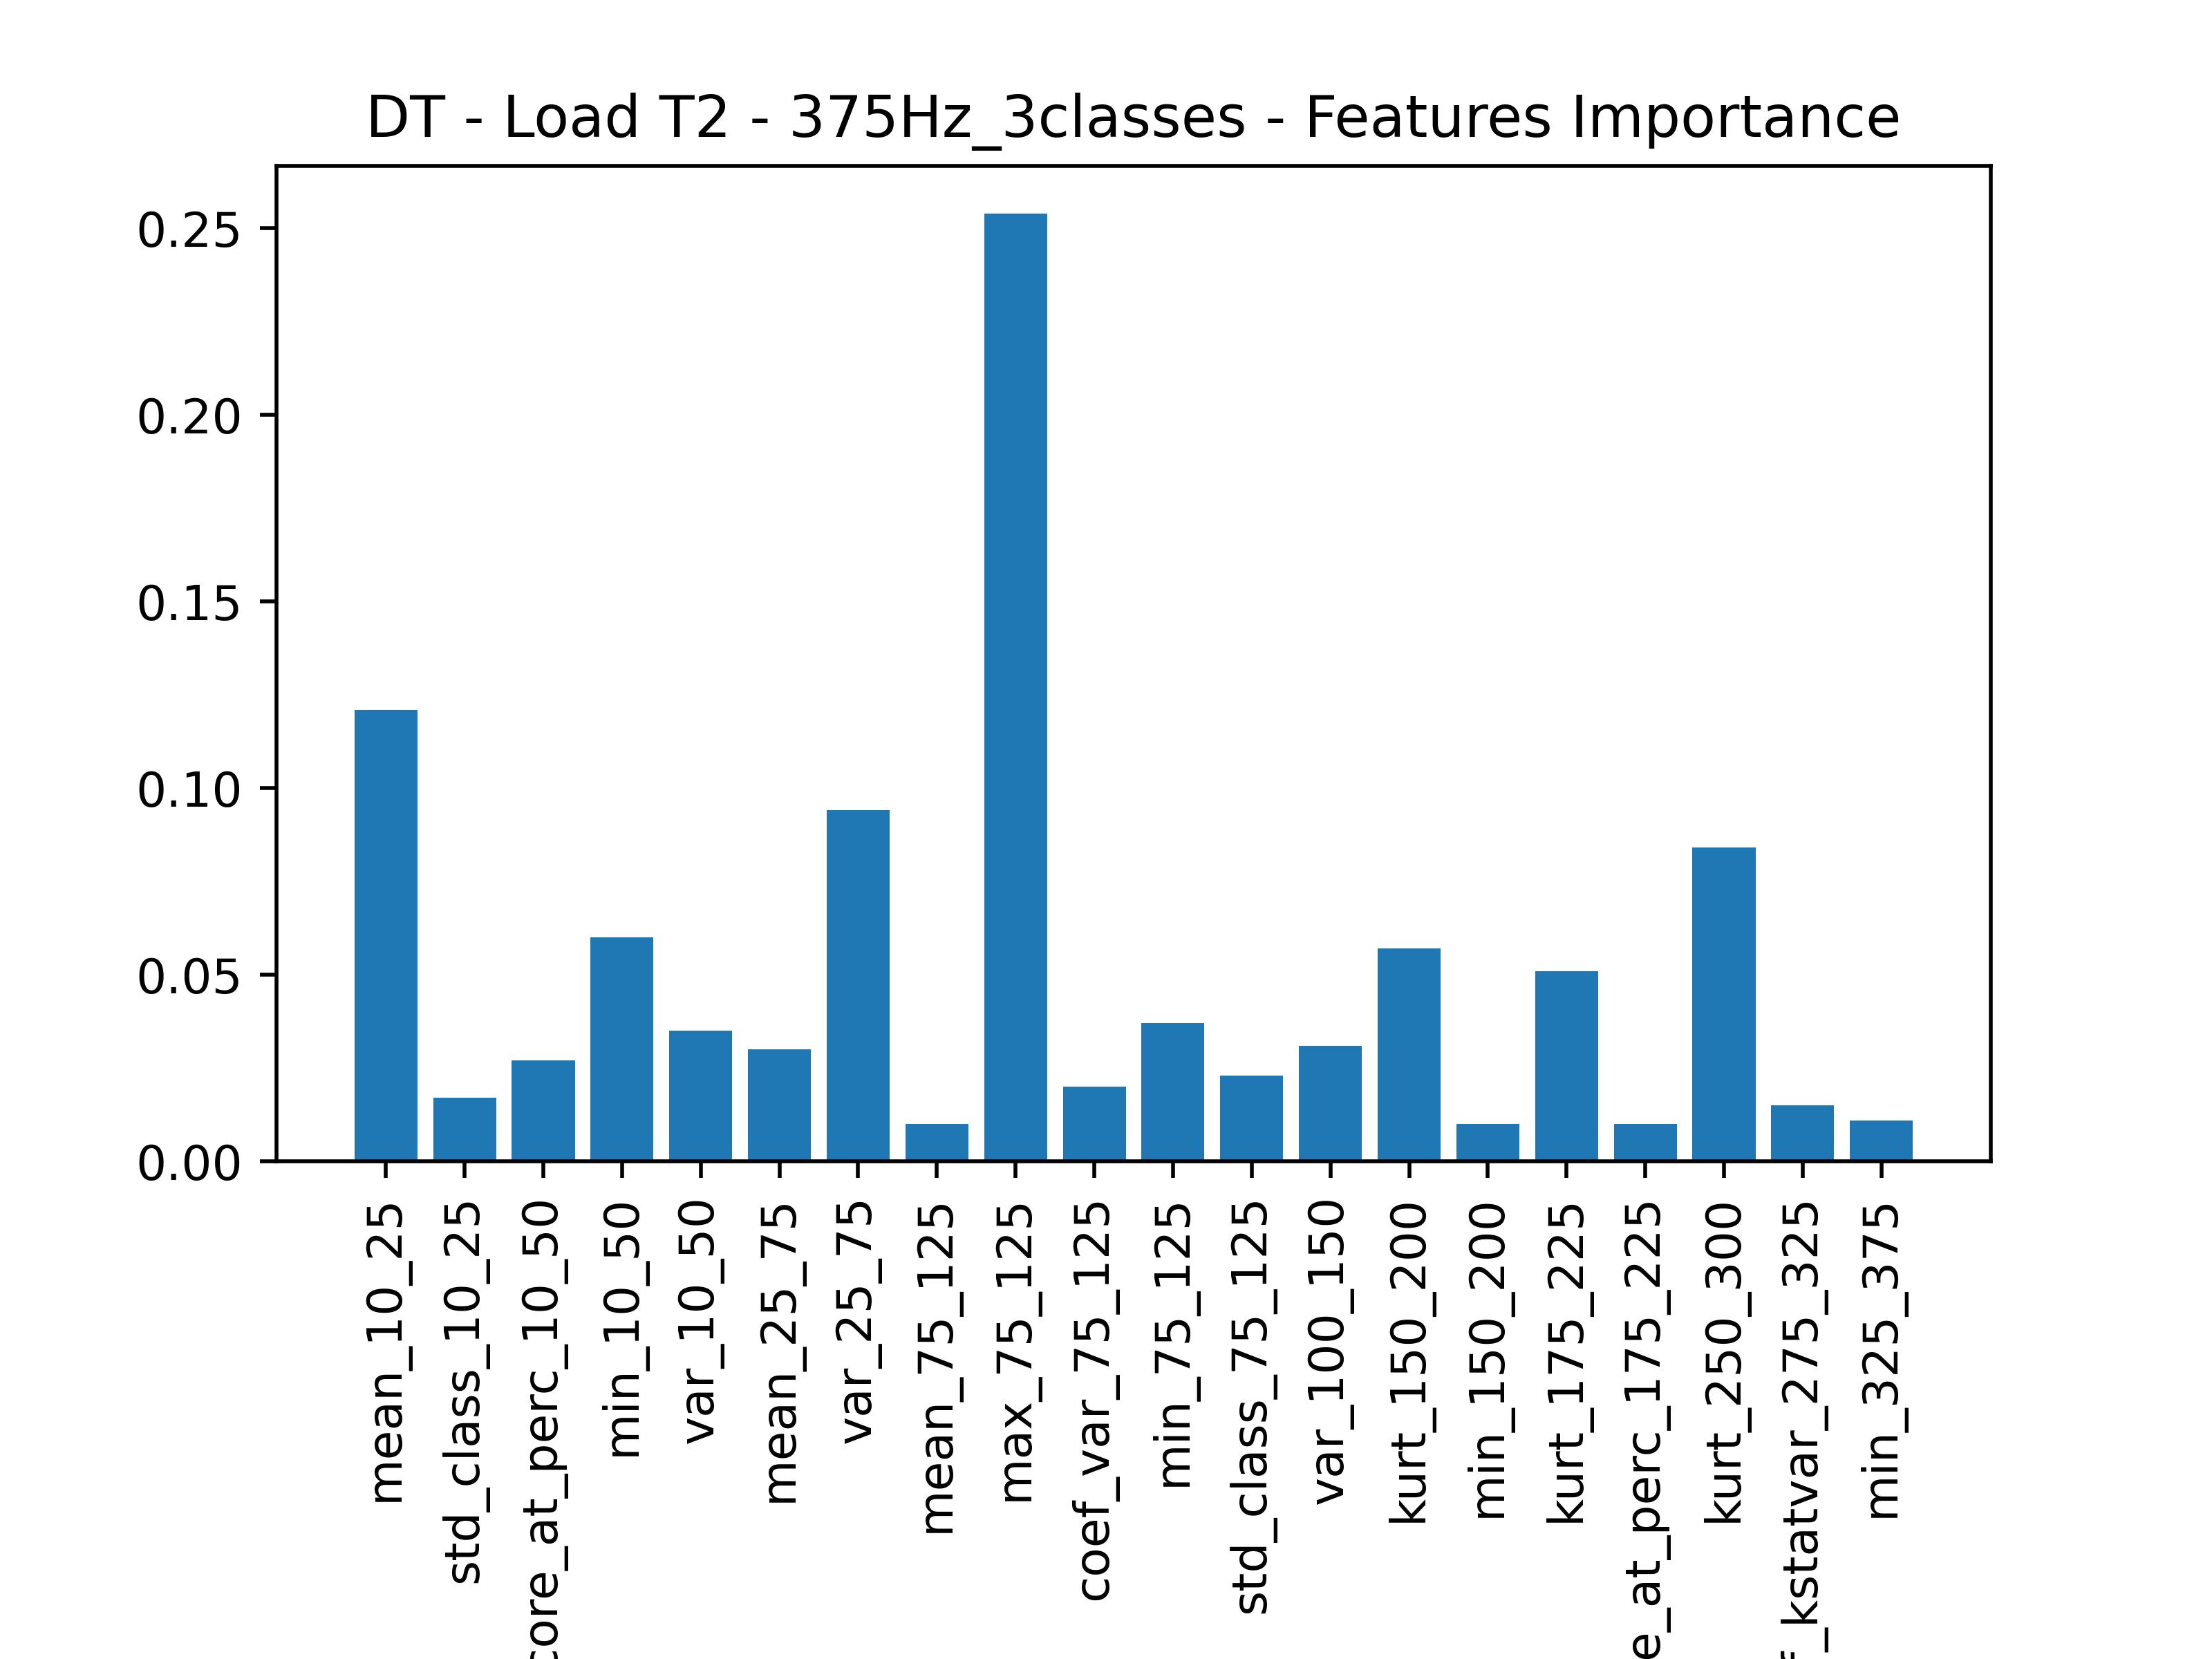 DT - Load T2 - 375Hz_3classes - Features Importance
0.25
0.20
0.15
0.10
0.05
0.00
mean_10_25
std_class_10_25
core_at_perc_10_50
min_10_50
var_10_50
mean_25_75
var_25_75
mean_75_125
max_75_125
coef_var_75_125
min_75_125
std_class_75_125
var_100_150
kurt_150_200
min_150_200
kurt_175_225
e_at_perc_175_225
kurt_250_300
f_kstatvar_275_325
min_325_375